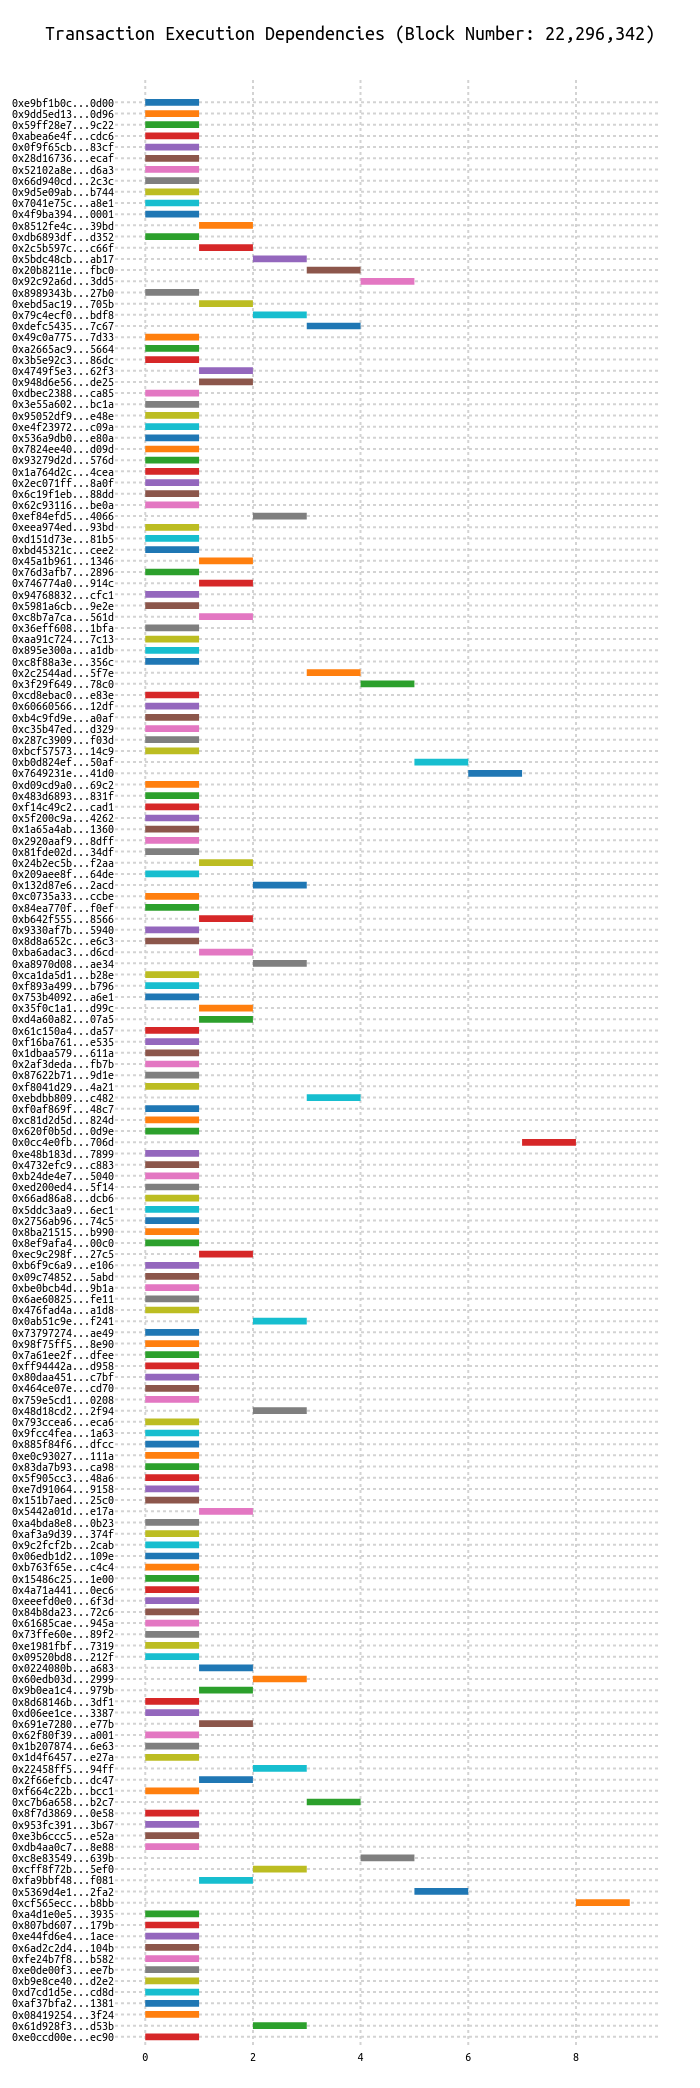 Transaction Execution Dependencies (Block Number: 22,296,342)
0xe9bf1b0c...0d00
0x9dd5ed13...0d96
0x59ff28e7...9c22
0xabea6e4f...cdc6
0x0f9f65cb...83cf
0x28d16736...ecaf
0x52102a8e...d6a3
0x66d940cd...2c3c
0x9d5e09ab...b744
0x7041e75c...a8e1
0x4f9ba394...0001
0x8512fe4c...39bd
0xdb6893df...d352
0x2c5b597c...c66f
0x5bdc48cb...ab17
0x20b8211e...fbc0
0x92c92a6d...3dd5
0x8989343b...27b0
0xebd5ac19...705b
0x79c4ecf0...bdf8
0xdefc5435...7c67
0x49c0a775...7d33
0xa2665ac9...5664
0x3b5e92c3...86dc
0x4749f5e3...62f3
0x948d6e56...de25
0xdbec2388...ca85
0x3e55a602...bc1a
0x95052df9...e48e
0xe4f23972...c09a
0x536a9db0...e80a
0x7824ee40...d09d
0x93279d2d...576d
0x1a764d2c...4cea
0x2ec071ff...8a0f
0x6c19f1eb...88dd
0x62c93116...be0a
0xef84efd5...4066
0xeea974ed...93bd
0xd151d73e...81b5
0xbd45321c...cee2
0x45a1b961...1346
0x76d3afb7...2896
0x746774a0...914c
0x94768832...cfc1
0x5981a6cb...9e2e
0xc8b7a7ca...561d
0x36eff608...1bfa
0xaa91c724...7c13
0x895e300a...a1db
0xc8f88a3e...356c
0x2c2544ad...5f7e
0x3f29f649...78c0
0xcd8ebac0...e83e
0x60660566...12df
0xb4c9fd9e...a0af
0xc35b47ed...d329
0x287c3909...f03d
0xbcf57573...14c9
0xb0d824ef...50af
0x7649231e...41d0
0xd09cd9a0...69c2
0x483d6893...831f
0xf14c49c2...cad1
0x5f200c9a...4262
0x1a65a4ab...1360
0x2920aaf9...8dff
0x81fde02d...34df
0x24b2ec5b...f2aa
0x209aee8f...64de
0x132d87e6...2acd
0xc0735a33...ccbe
0x84ea770f...f0ef
0xb642f555...8566
0x9330af7b...5940
0x8d8a652c...e6c3
0xba6adac3...d6cd
0xa8970d08...ae34
0xca1da5d1...b28e
0xf893a499...b796
0x753b4092...a6e1
0x35f0c1a1...d99c
0xd4a60a82...07a5
0x61c150a4...da57
0xf16ba761...e535
0x1dbaa579...611a
0x2af3deda...fb7b
0x87622b71...9d1e
0xf8041d29...4a21
0xebdbb809...c482
0xf0af869f...48c7
0xc81d2d5d...824d
0x620f0b5d...0d9e
0x0cc4e0fb...706d
0xe48b183d...7899
0x4732efc9...c883
0xb24de4e7...5040
0xed200ed4...5f14
0x66ad86a8...dcb6
0x5ddc3aa9...6ec1
0x2756ab96...74c5
0x8ba21515...b990
0x8ef9afa4...00c0
0xec9c298f...27c5
0xb6f9c6a9...e106
0x09c74852...5abd
0xbe0bcb4d...9b1a
0x6ae60825...fe11
0x476fad4a...a1d8
0x0ab51c9e...f241
0x73797274...ae49
0x98f75ff5...8e90
0x7a61ee2f...dfee
0xff94442a...d958
0x80daa451...c7bf
0x464ce07e...cd70
0x759e5cd1...0208
0x48d18cd2...2f94
0x793ccea6...eca6
0x9fcc4fea...1a63
0x885f84f6...dfcc
0xe0c93027...111a
0x83da7b93...ca98
0x5f905cc3...48a6
0xe7d91064...9158
0x151b7aed...25c0
0x5442a01d...e17a
0xa4bda8e8...0b23
0xaf3a9d39...374f
0x9c2fcf2b...2cab
0x06edb1d2...109e
0xb763f65e...c4c4
0x15486c25...1e00
0x4a71a441...0ec6
0xeeefd0e0...6f3d
0x84b8da23...72c6
0x61685cae...945a
0x73ffe60e...89f2
0xe1981fbf...7319
0x09520bd8...212f
0x0224080b...a683
0x60edb03d...2999
0x9b0ea1c4...979b
0x8d68146b...3df1
0xd06ee1ce...3387
0x691e7280...e77b
0x62f80f39...a001
0x1b207874...6e63
0x1d4f6457...e27a
0x22458ff5...94ff
0x2f66efcb...dc47
0xf664c22b...bcc1
0xc7b6a658...b2c7
0x8f7d3869...0e58
0x953fc391...3b67
0xe3b6ccc5...e52a
0xdb4aa0c7...8e88
0xc8e83549...639b
0xcff8f72b...5ef0
0xfa9bbf48...f081
0x5369d4e1...2fa2
0xcf565ecc...b8bb
0xa4d1e0e5...3935
0x807bd607...179b
0xe44fd6e4...1ace
0x6ad2c2d4...104b
0xfe24b7f8...b582
0xe0de00f3...ee7b
0xb9e8ce40...d2e2
0xd7cd1d5e...cd8d
0xaf37bfa2...1381
0x08419254...3f24
0x61d928f3...d53b
0xe0ccd00e...ec90
0 2 4 6 8